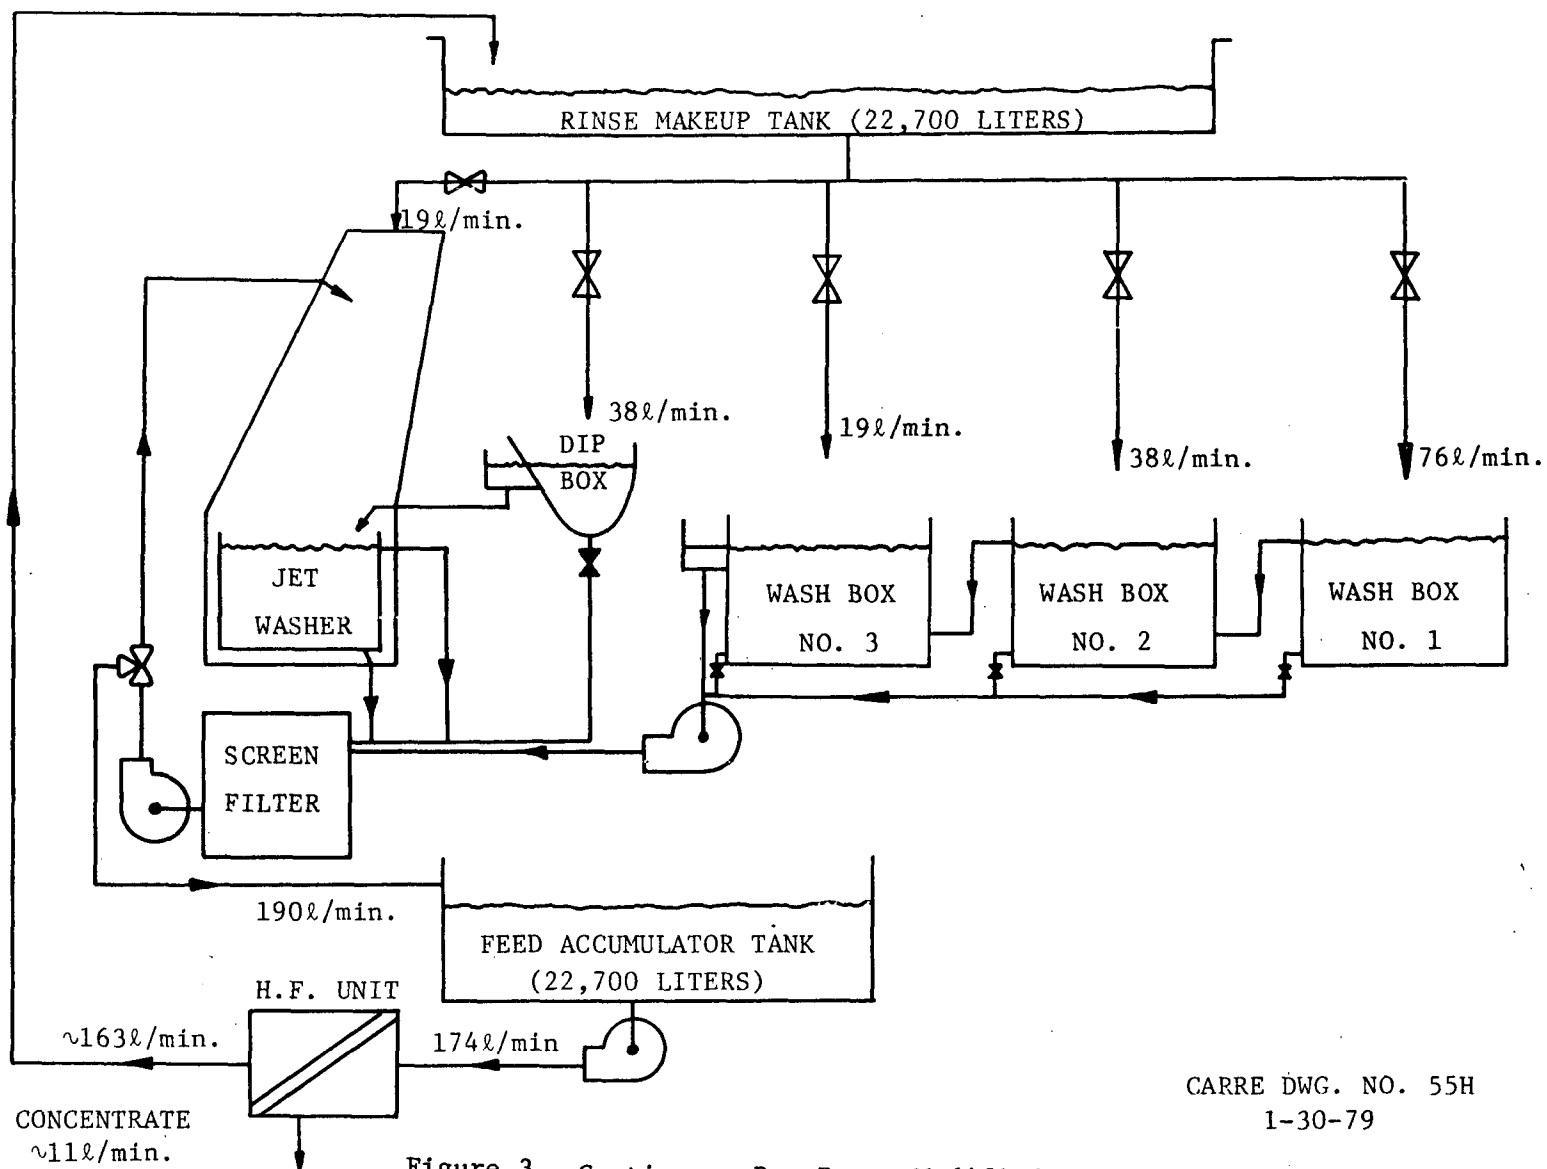 RINSE MAKEUP TANK (22,700 LITERS)
19ℓ/min.
38ℓ/min.
19ℓ/min.
38ℓ/min.
76ℓ/min.
DIP
BOX
JET
WASHER
WASH BOX
NO. 3
WASH BOX
NO. 2
WASH BOX
NO. 1
SCREEN
FILTER
190ℓ/min.
FEED ACCUMULATOR TANK
(22,700 LITERS)
H.F. UNIT
~163ℓ/min.
174ℓ/min
CONCENTRATE
~11ℓ/min.
CARRE DWG. NO. 55H
1-30-79
Figure 3